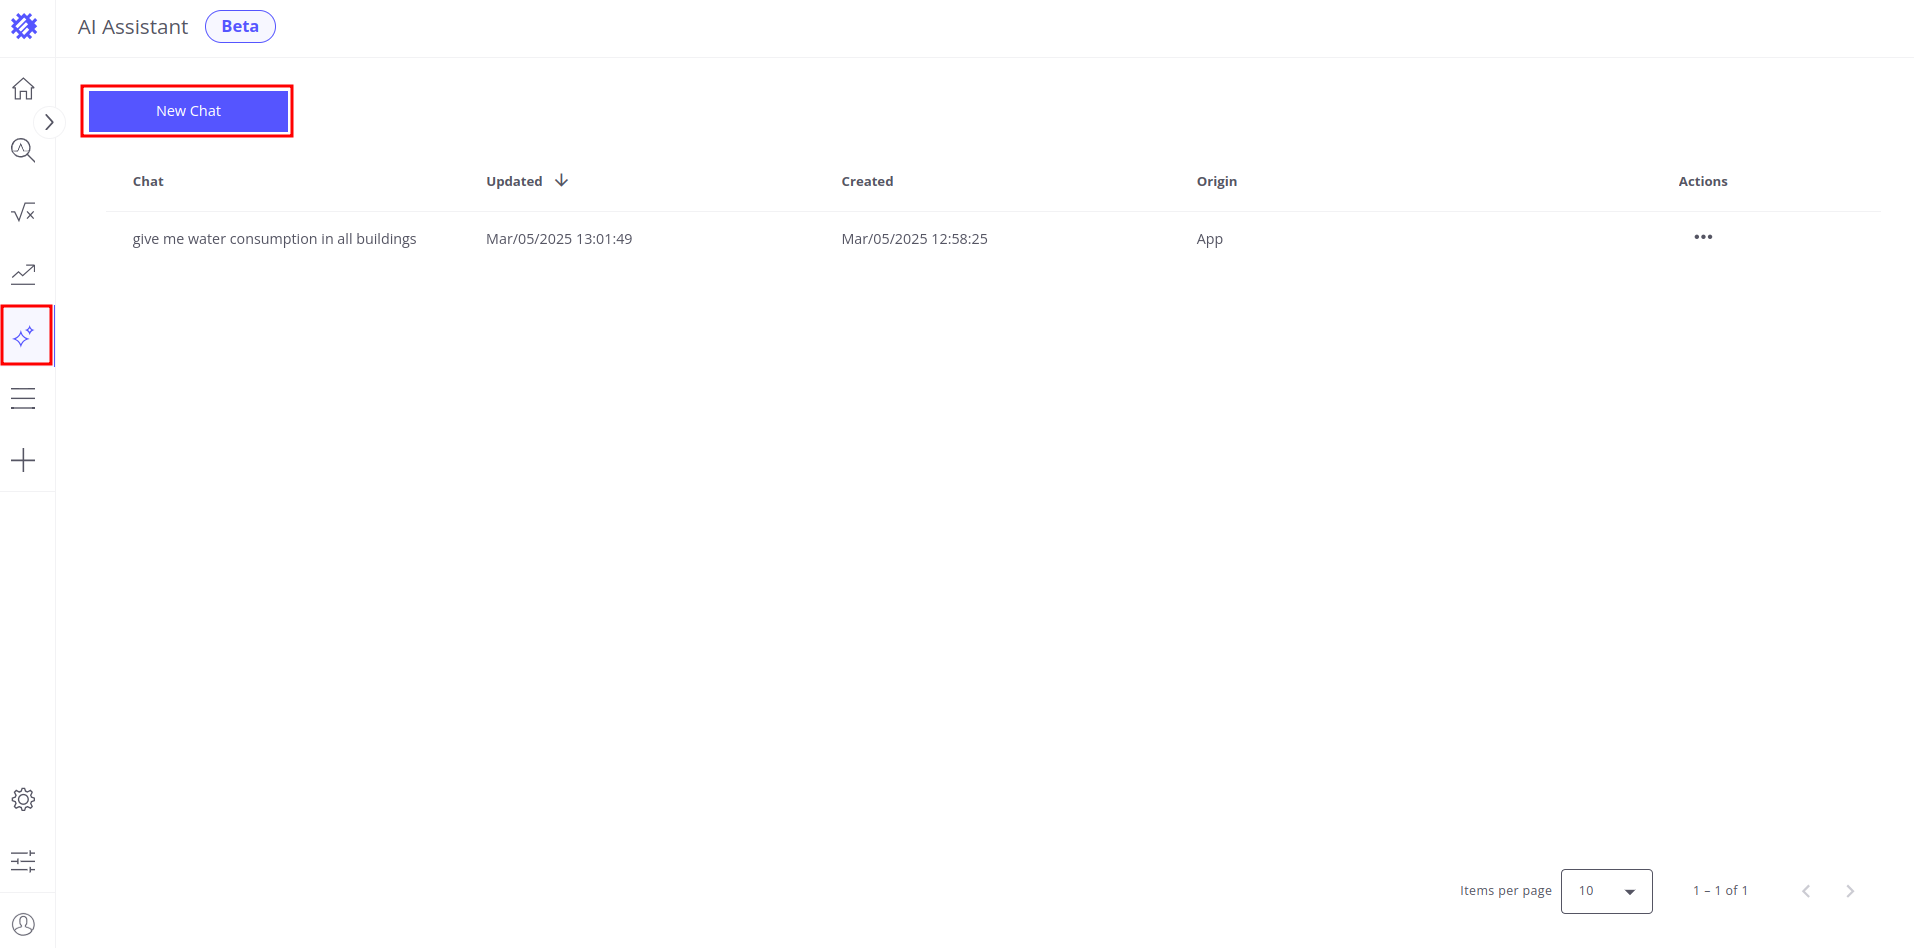 AI Assistant Beta
New Chat
Chat Updated Created Origin Actions
give me water consumption in all buildings Mar/05/2025 13:01:49 Mar/05/2025 12:58:25 App
Items per page 10 1 – 1 of 1